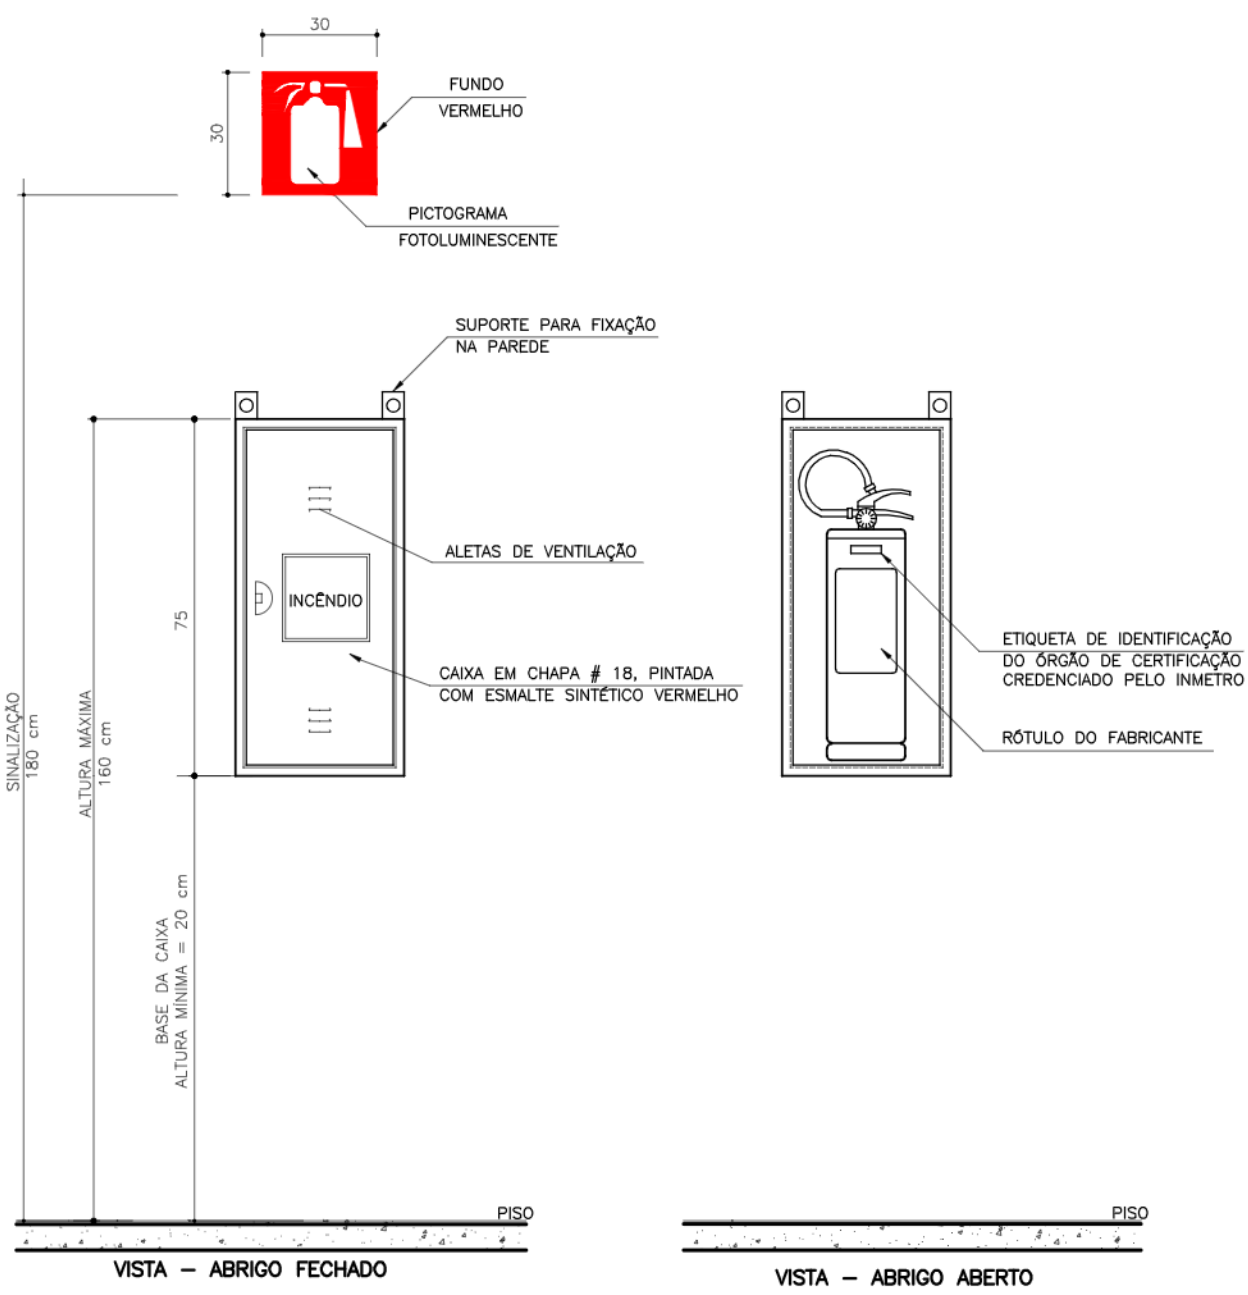 30
30
FUNDO
VERMELHO
PICTOGRAMA
FOTOLUMINESCENTE
SUPORTE PARA FIXAÇÃO
NA PAREDE
ALETAS DE VENTILAÇÃO
INCÊNDIO
75
CAIXA EM CHAPA # 18, PINTADA
COM ESMALTE SINTÉTICO VERMELHO
SINALIZAÇÃO
180 cm
ALTURA MÁXIMA
160 cm
BASE DA CAIXA
ALTURA MÍNIMA = 20 cm
ETIQUETA DE IDENTIFICAÇÃO
DO ÓRGÃO DE CERTIFICAÇÃO
CREDENCIADO PELO INMETRO
RÓTULO DO FABRICANTE
PISO
VISTA – ABRIGO FECHADO
PISO
VISTA – ABRIGO ABERTO